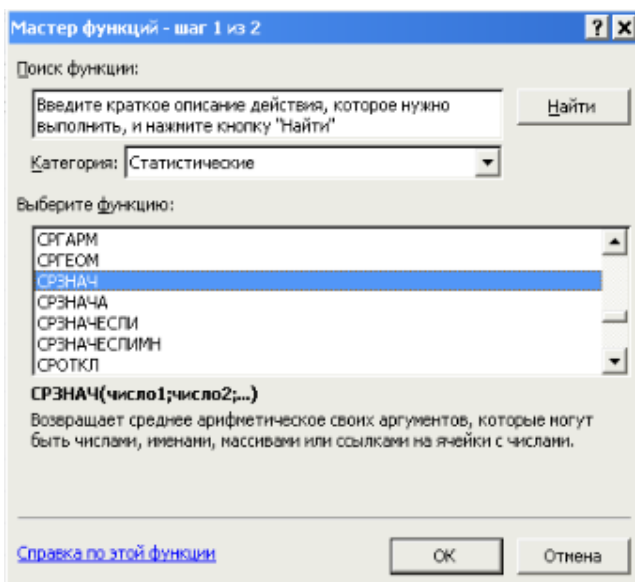 Мастер функций - шаг 1 из 2
Поиск функции:
Введите краткое описание действия, которое нужно
выполнить, и нажмите кнопку "Найти"
Найти
Категория: Статистические
Выберите функцию:
СРГАРМ
СРГЕОМ
СРЗНАЧ
СРЗНАЧА
СРЗНАЧЕСЛИ
СРЗНАЧЕСЛИМН
СРОТКЛ
СРЗНАЧ(число1;число2;...)
Возвращает среднее арифметическое своих аргументов, которые могут
быть числами, именами, массивами или ссылками на ячейки с числами.
Справка по этой функции
ОК
Отмена